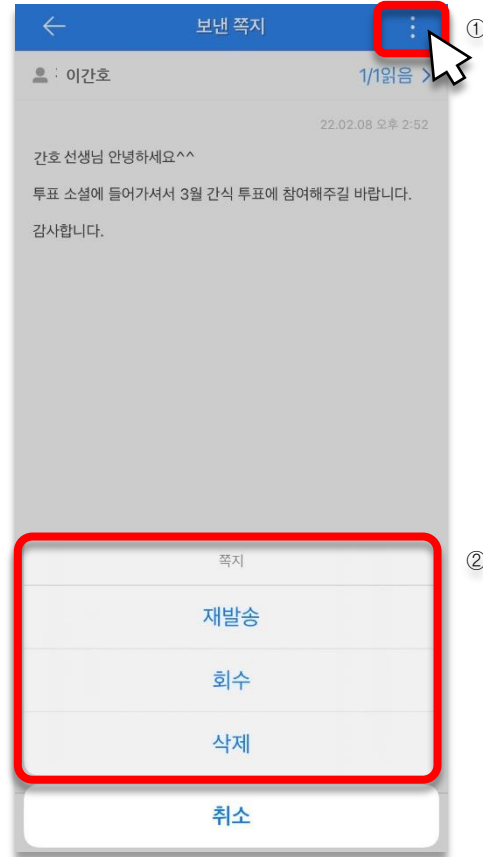 보낸 쪽지
①
이간호
1/1읽음 >
22.02.08 오후 2:52
간호 선생님 안녕하세요^^
투표 소셜에 들어가셔서 3월 간식 투표에 참여해주길 바랍니다.
감사합니다.
②
쪽지
재발송
회수
삭제
취소